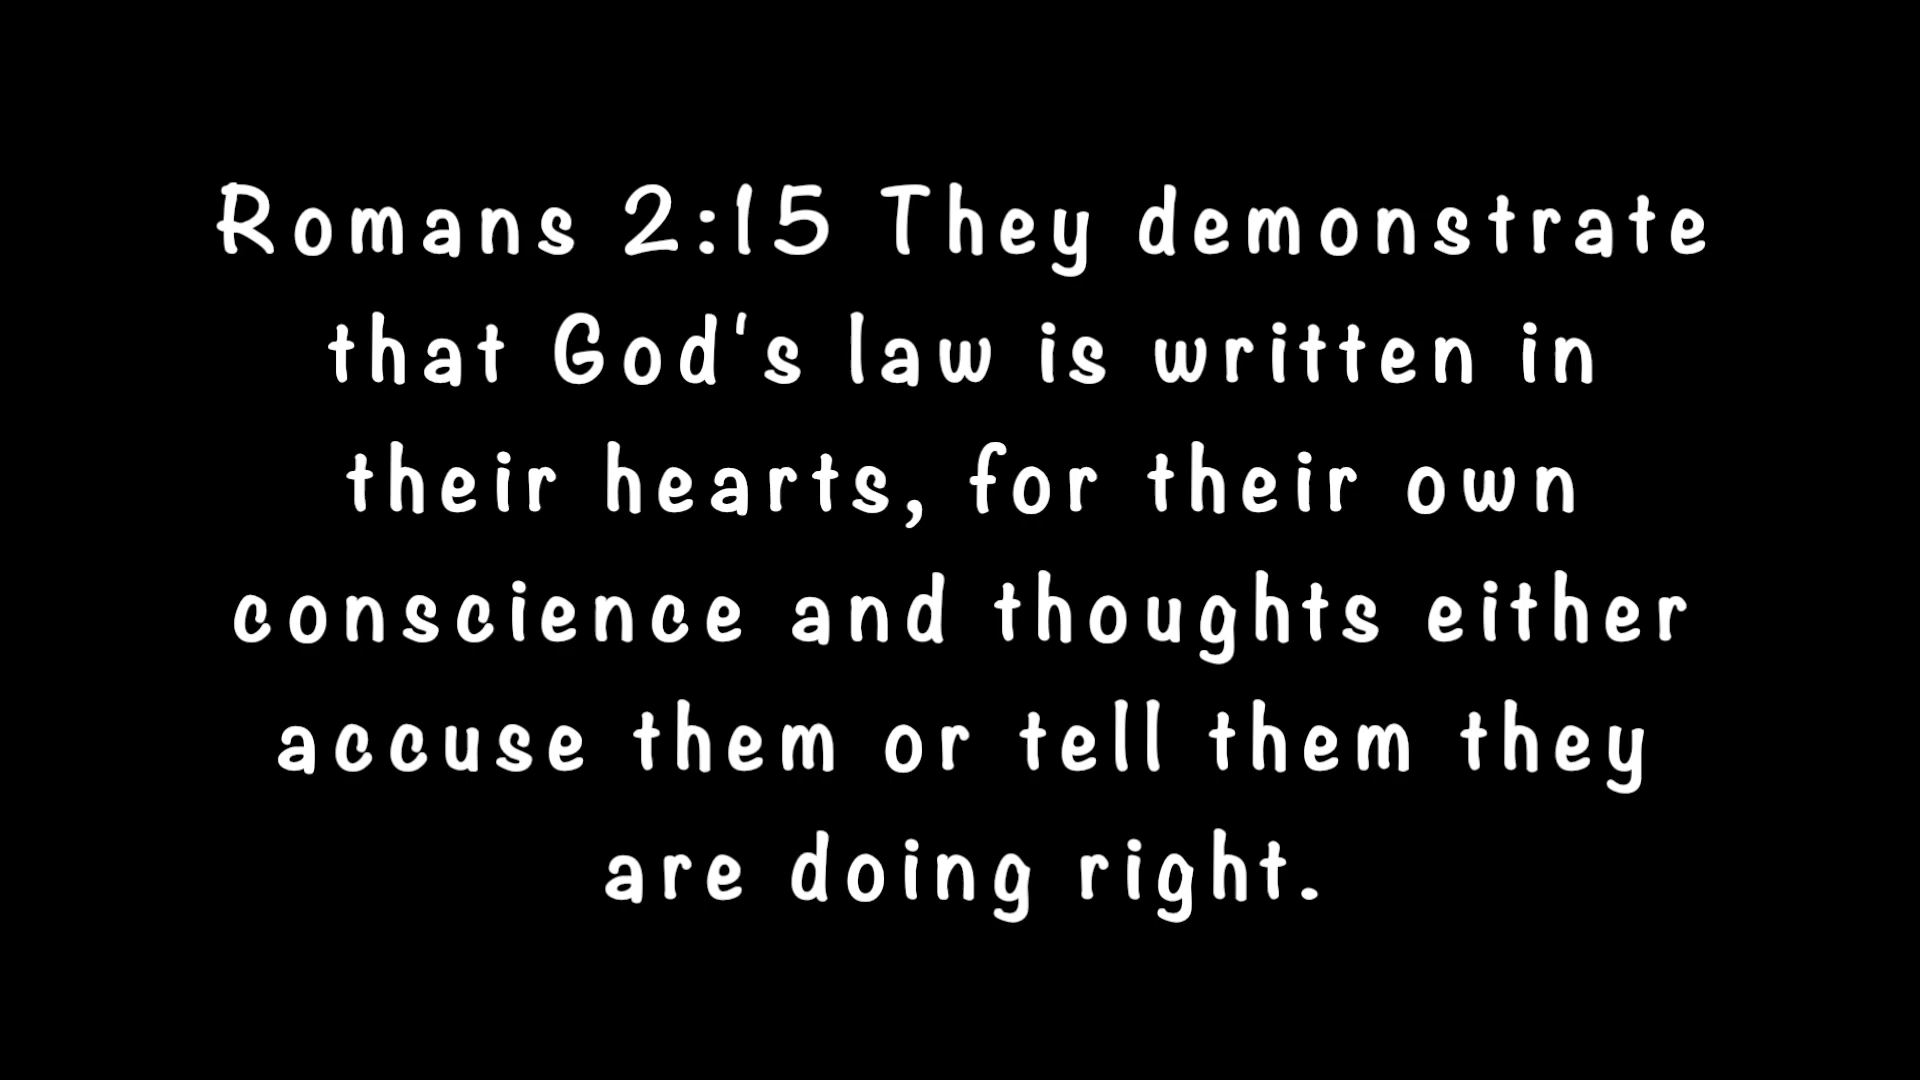 Romans 2:15 They demonstrate
that God's law is written in
their hearts, for their own
conscience and thoughts either
accuse them or tell them they
are doing right.